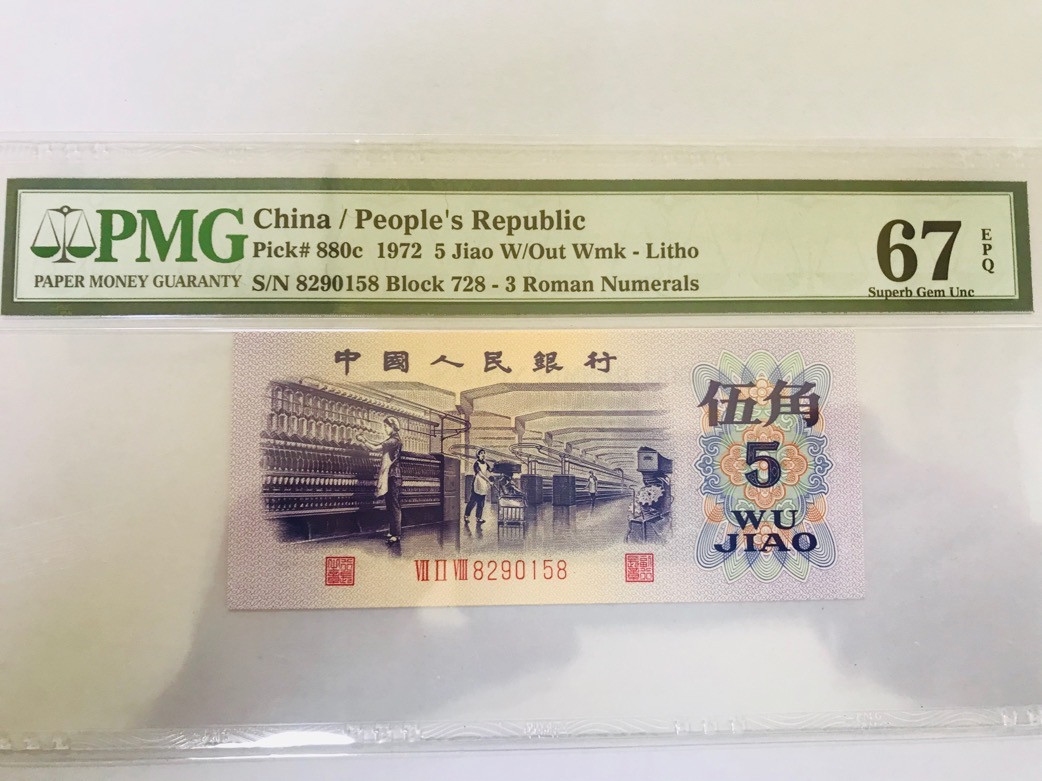 PMG
PAPER MONEY GUARANTY
China / People's Republic
Pick# 880c 1972 5 Jiao W/Out Wmk - Litho
S/N 8290158 Block 728 - 3 Roman Numerals
67
EPQ
Superb Gem Unc
中國人民銀行
伍角
5
WU
JIAO
VII II VIII 8290158